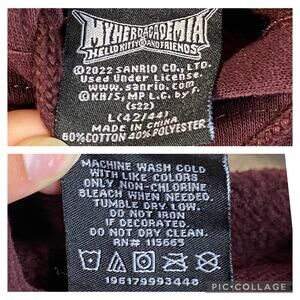 MYHEROACADEMIA
HELLO KITTY AND FRIENDS
©2022 SANRIO CO., LTD.
Used Under License.
www.sanrio.com
©KH/S, MP L.C. by S.
(S22)
L(42/44)
MADE IN CHINA
60%COTTON 40%POLYESTER
MACHINE WASH COLD
WITH LIKE COLORS
ONLY NON-CHLORINE
BLEACH WHEN NEEDED.
TUMBLE DRY LOW.
DO NOT IRON
IF DECORATED.
DO NOT DRY CLEAN.
RN# 115665
196179993448
PIC·COLLAGE